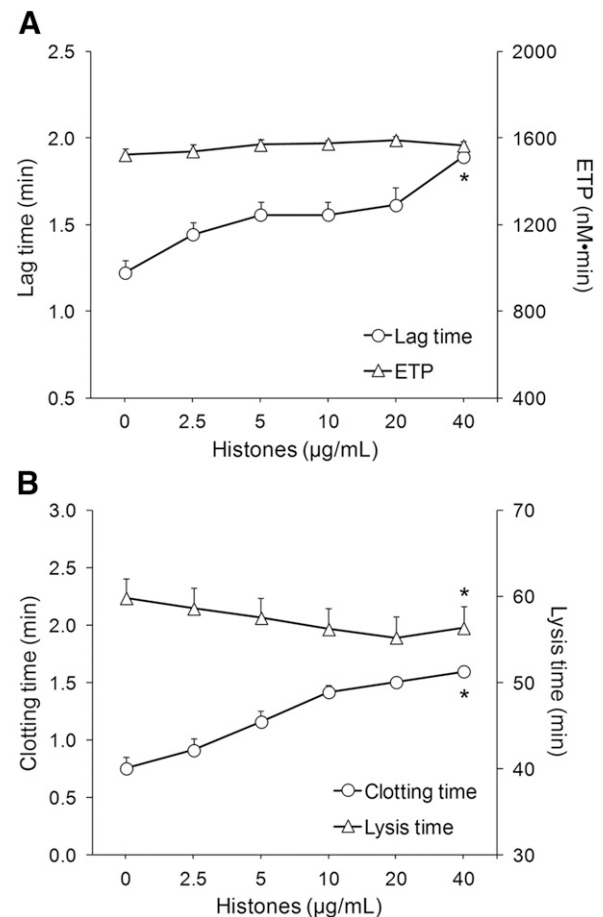 A
2.5
2.0
1.5
1.0
0.5
Lag time (min)
2000
1600
1200
800
400
ETP
(nM•min)
*
Lag time
ETP
0 2.5 5 10 20 40
Histones (µg/mL)
B
3.0
2.5
2.0
1.5
1.0
0.5
0.0
Clotting time (min)
70
60
50
40
30
Lysis time (min)
*
*
Clotting time
Lysis time
0 2.5 5 10 20 40
Histones (µg/mL)